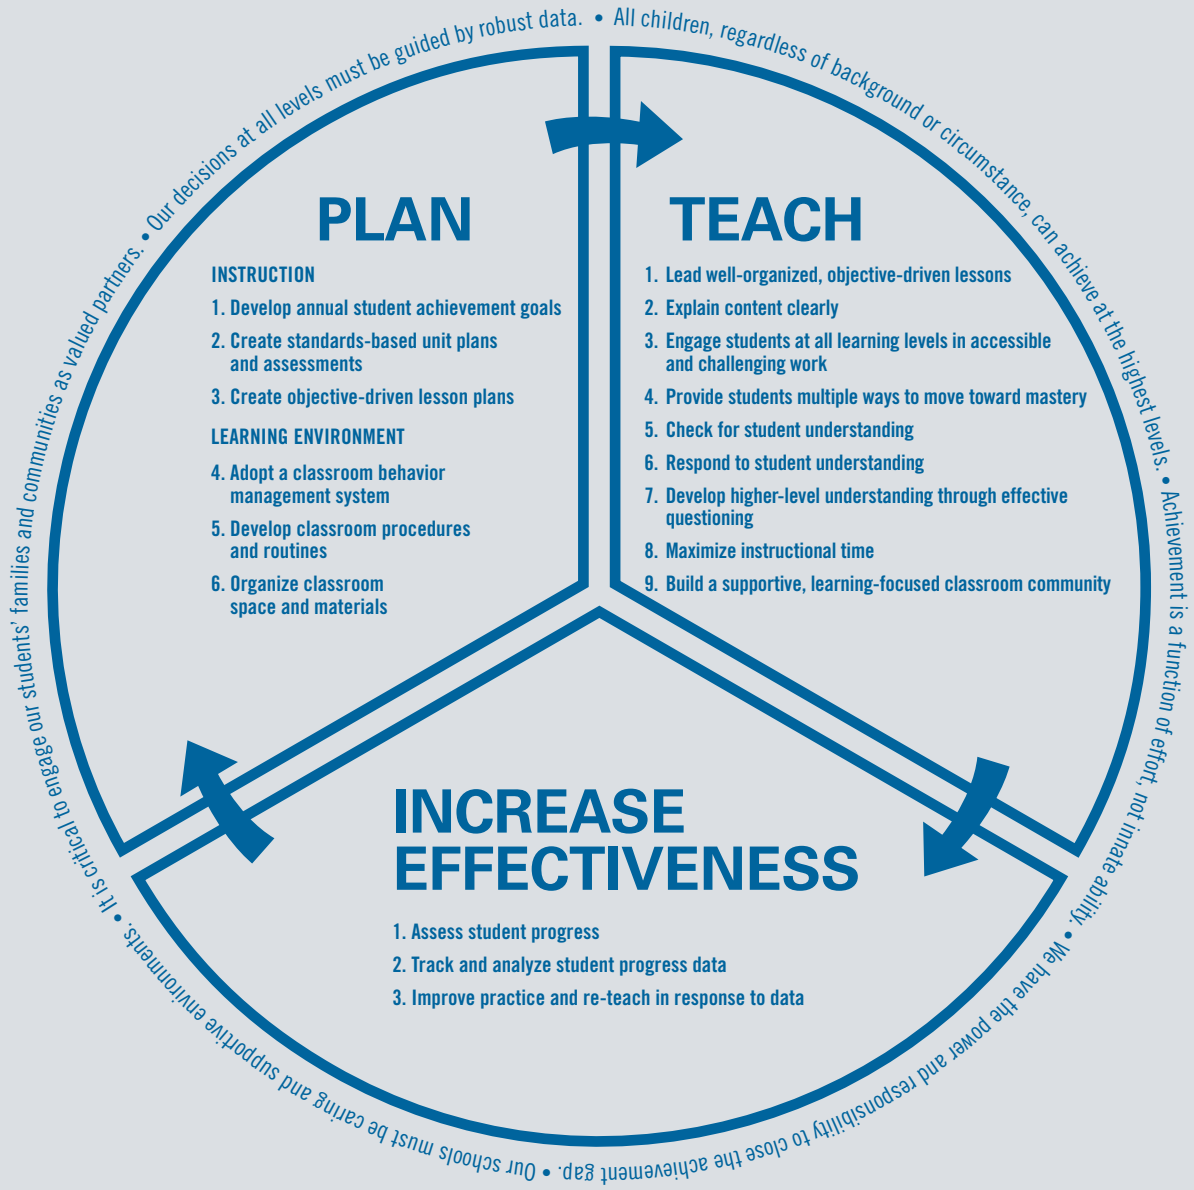 PLAN
INSTRUCTION
1. Develop annual student achievement goals
2. Create standards-based unit plans
and assessments
3. Create objective-driven lesson plans
LEARNING ENVIRONMENT
4. Adopt a classroom behavior
management system
5. Develop classroom procedures
and routines
6. Organize classroom
space and materials
TEACH
1. Lead well-organized, objective-driven lessons
2. Explain content clearly
3. Engage students at all learning levels in accessible
and challenging work
4. Provide students multiple ways to move toward mastery
5. Check for student understanding
6. Respond to student understanding
7. Develop higher-level understanding through effective
questioning
8. Maximize instructional time
9. Build a supportive, learning-focused classroom community
INCREASE
EFFECTIVENESS
1. Assess student progress
2. Track and analyze student progress data
3. Improve practice and re-teach in response to data
• All children, regardless of background or circumstance, can achieve at the highest levels. • Achievement is a function of effort, not innate ability. • We have the power and responsibility to close the achievement gap. • Our schools must be caring and supportive environments. • It is critical to engage our students’ families and communities as valued partners. • Our decisions at all levels must be guided by robust data.